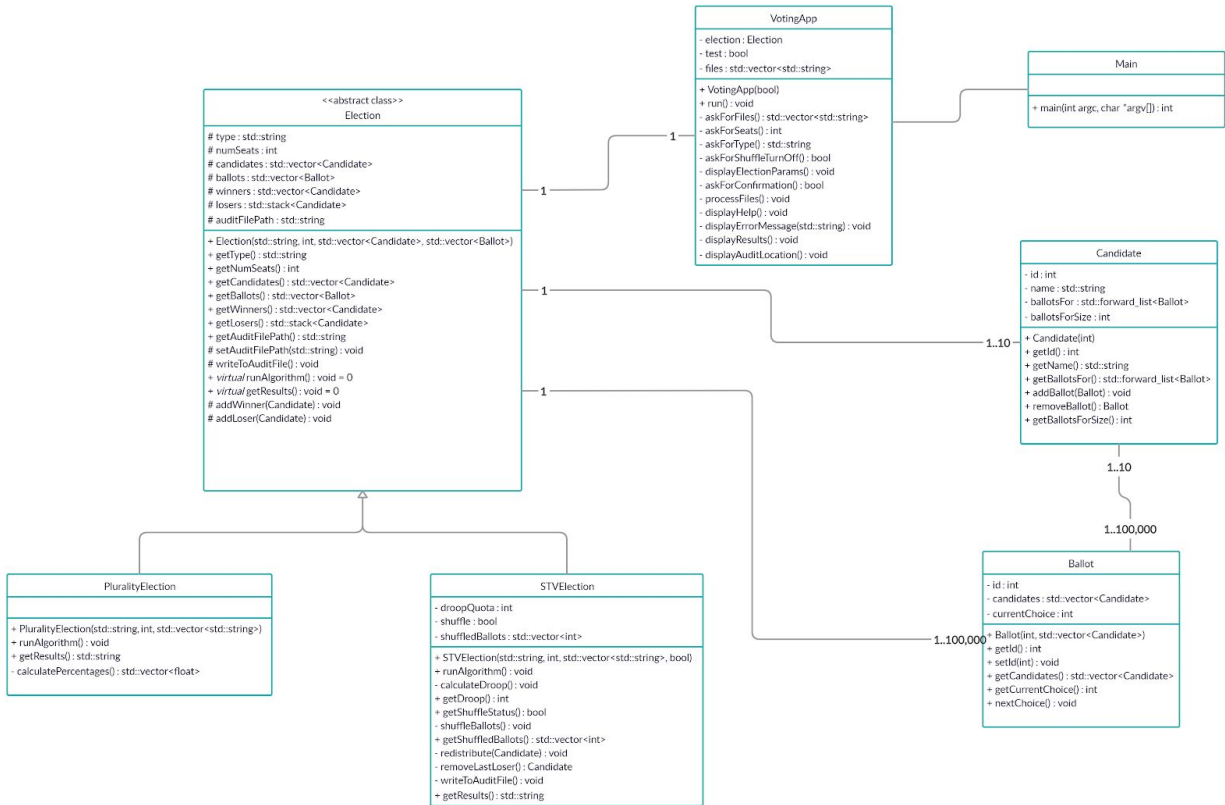 VotingApp
- election : Election
- test : bool
- files : std::vector<std::string>
+ VotingApp(bool)
+ run() : void
- askForFiles() : std::vector<std::string>
- askForSeats() : int
- askForType() : std::string
- askForShuffleTurnOff() : bool
- displayElectionParams() : void
- askForConfirmation() : bool
- processFiles() : void
- displayHelp() : void
- displayErrorMessage(std::string) : void
- displayResults() : void
- displayAuditLocation() : void
Main
+ main(int argc, char *argv[]) : int
<<abstract class>>
Election
# type : std::string
# numSeats : int
# candidates : std::vector<Candidate>
# ballots : std::vector<Ballot>
# winners : std::vector<Candidate>
# losers : std::stack<Candidate>
# auditFilePath : std::string
+ Election(std::string, int, std::vector<Candidate>, std::vector<Ballot>)
+ getType() : std::string
+ getNumSeats() : int
+ getCandidates() : std::vector<Candidate>
+ getBallots() : std::vector<Ballot>
+ getWinners() : std::vector<Candidate>
+ getLosers() : std::stack<Candidate>
+ getAuditFilePath() : std::string
# setAuditFilePath(std::string) : void
# writeToAuditFile() : void
+ virtual runAlgorithm() : void = 0
+ virtual getResults() : void = 0
# addWinner(Candidate) : void
# addLoser(Candidate) : void
1
1
1
1..10
1
1..100,000
Candidate
- id : int
- name : std::string
- ballotsFor : std::forward_list<Ballot>
- ballotsForSize : int
+ Candidate(int)
+ getId() : int
+ getName() : std::string
+ getBallotsFor() : std::forward_list<Ballot>
+ addBallot(Ballot) : void
+ removeBallot() : Ballot
+ getBallotsForSize() : int
1..10
1..100,000
Ballot
- id : int
- candidates : std::vector<Candidate>
- currentChoice : int
+ Ballot(int, std::vector<Candidate>)
+ getId() : int
+ setId(int) : void
+ getCandidates() : std::vector<Candidate>
+ getCurrentChoice() : int
+ nextChoice() : void
PluralityElection
+ PluralityElection(std::string, int, std::vector<std::string>)
+ runAlgorithm() : void
+ getResults() : std::string
- calculatePercentages() : std::vector<float>
STVElection
- droopQuota : int
- shuffle : bool
- shuffledBallots : std::vector<int>
+ STVElection(std::string, int, std::vector<std::string>, bool)
+ runAlgorithm() : void
- calculateDroop() : void
+ getDroop() : int
+ getShuffleStatus() : bool
- shuffleBallots() : void
+ getShuffledBallots() : std::vector<int>
- redistribute(Candidate) : void
- removeLastLoser() : Candidate
- writeToAuditFile() : void
+ getResults() : std::string